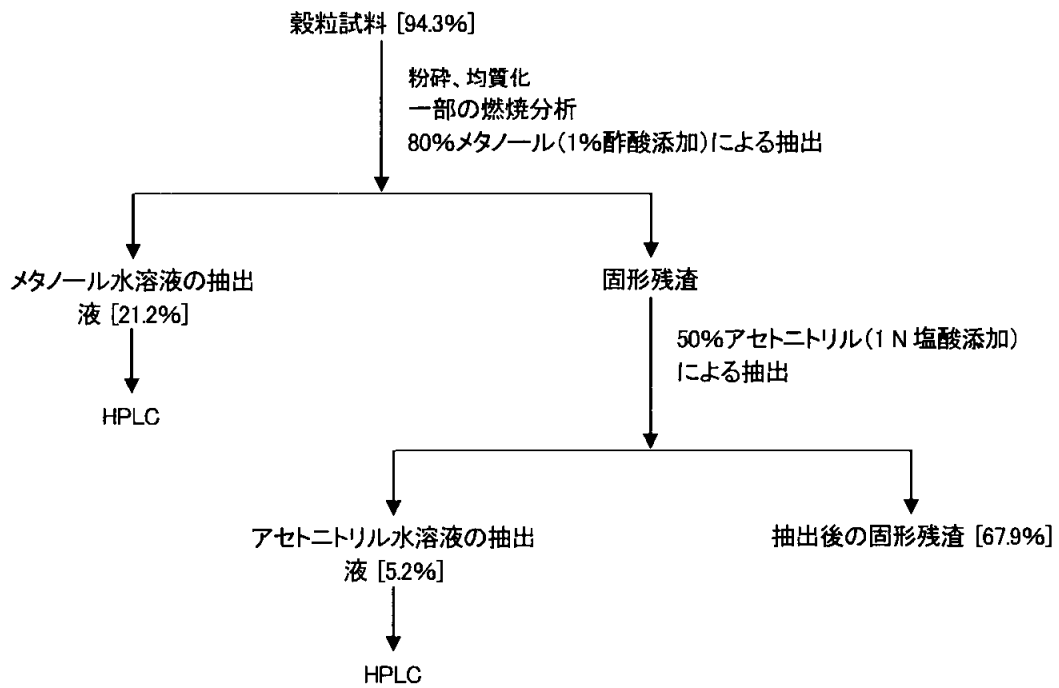 穀粒試料 [94.3%]
粉砕、均質化
一部の燃焼分析
80%メタノール(1%酢酸添加)による抽出
メタノール水溶液の抽出
液 [21.2%]
固形残渣
50%アセトニトリル(1 N 塩酸添加)
による抽出
HPLC
アセトニトリル水溶液の抽出
液 [5.2%]
抽出後の固形残渣 [67.9%]
HPLC